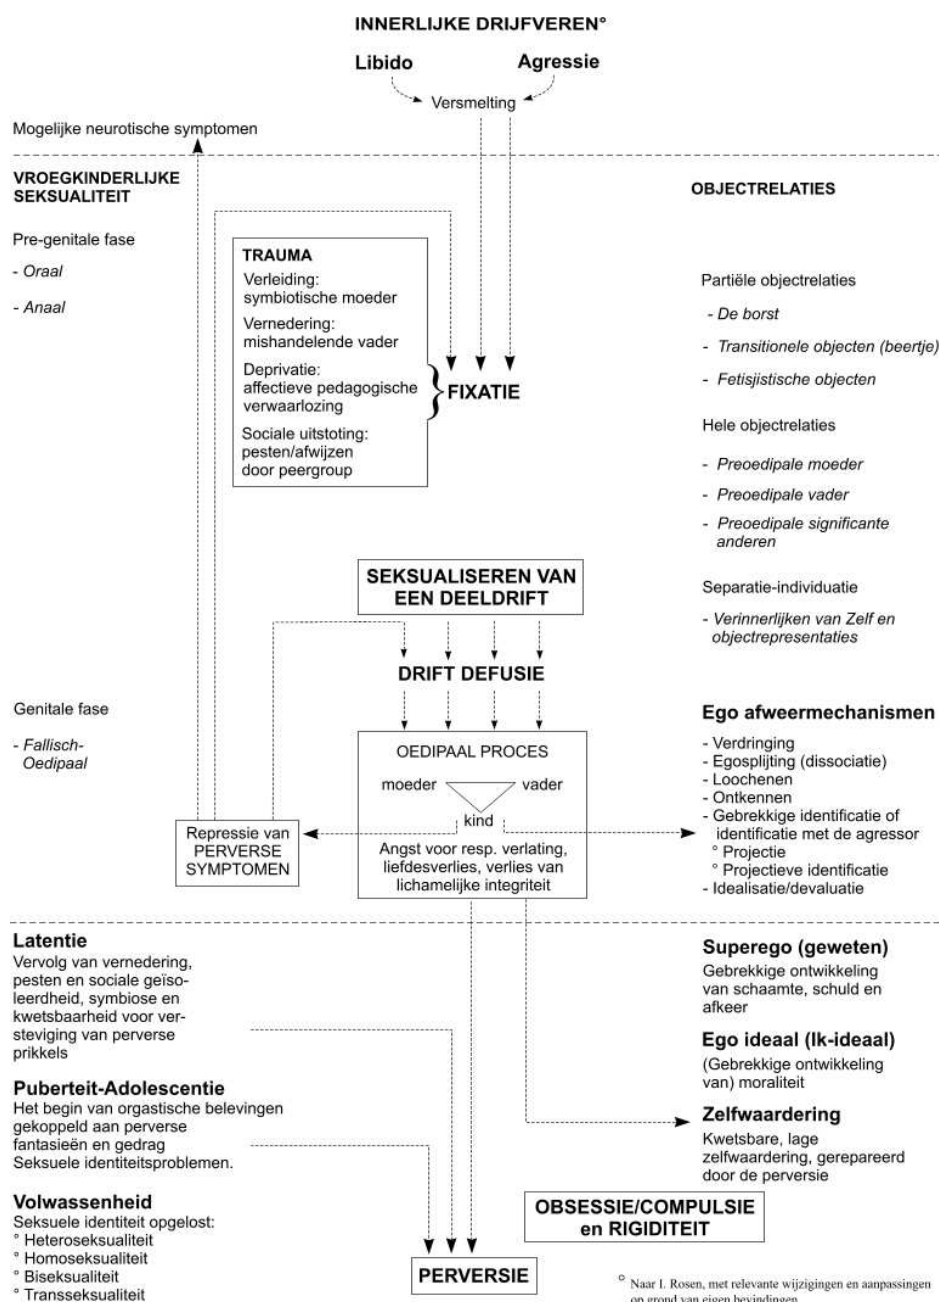 INNERLIJKE DRIJFVEREN°
Libido
Agressie
Versmelting
Mogelijke neurotische symptomen
VROEGKINDERLIJKE
SEKSUALITEIT
Pre-genitale fase
- Oraal
- Anaal
TRAUMA
Verleiding:
symbiotische moeder
Vernedering:
mishandelende vader
Deprivatie:
affectieve pedagogische
verwaarlozing
Sociale uitstoting:
pesten/afwijzen
door peergroup
FIXATIE
OBJECTRELATIES
Partiële objectrelaties
- De borst
- Transitionele objecten (beertje)
- Fetisjistische objecten
Hele objectrelaties
- Preoedipale moeder
- Preoedipale vader
- Preoedipale significante
anderen
Separatie-individuatie
- Verinnerlijken van Zelf en
objectrepresentaties
SEKSUALISEREN VAN
EEN DEELDRIFT
DRIFT DEFUSIE
Genitale fase
- Fallisch-
Oedipaal
OEDIPAAL PROCES
moeder
vader
kind
Angst voor resp. verlating,
liefdesverlies, verlies van
lichamelijke integriteit
Repressie van
PERVERSE
SYMPTOMEN
Ego afweermechanismen
- Verdringing
- Egosplijting (dissociatie)
- Loochenen
- Ontkennen
- Gebrekkige identificatie of
identificatie met de agressor
° Projectie
° Projectieve identificatie
- Idealisatie/devaluatie
Latentie
Vervolg van vernedering,
pesten en sociale geïso-
leerdheid, symbiose en
kwetsbaarheid voor ver-
steviging van perverse
prikkels
Puberteit-Adolescentie
Het begin van orgastische belevingen
gekoppeld aan perverse
fantasieën en gedrag
Seksuele identiteitsproblemen.
Volwassenheid
Seksuele identiteit opgelost:
° Heteroseksualiteit
° Homoseksualiteit
° Biseksualiteit
° Transseksualiteit
Superego (geweten)
Gebrekkige ontwikkeling
van schaamte, schuld en
afkeer
Ego ideaal (Ik-ideaal)
(Gebrekkige ontwikkeling
van) moraliteit
Zelfwaardering
Kwetsbare, lage
zelfwaardering, gerepareerd
door de perversie
OBSESSIE/COMPULSIE
en RIGIDITEIT
PERVERSIE
° Naar I. Rosen, met relevante wijzigingen en aanpassingen
op grond van eigen bevindingen